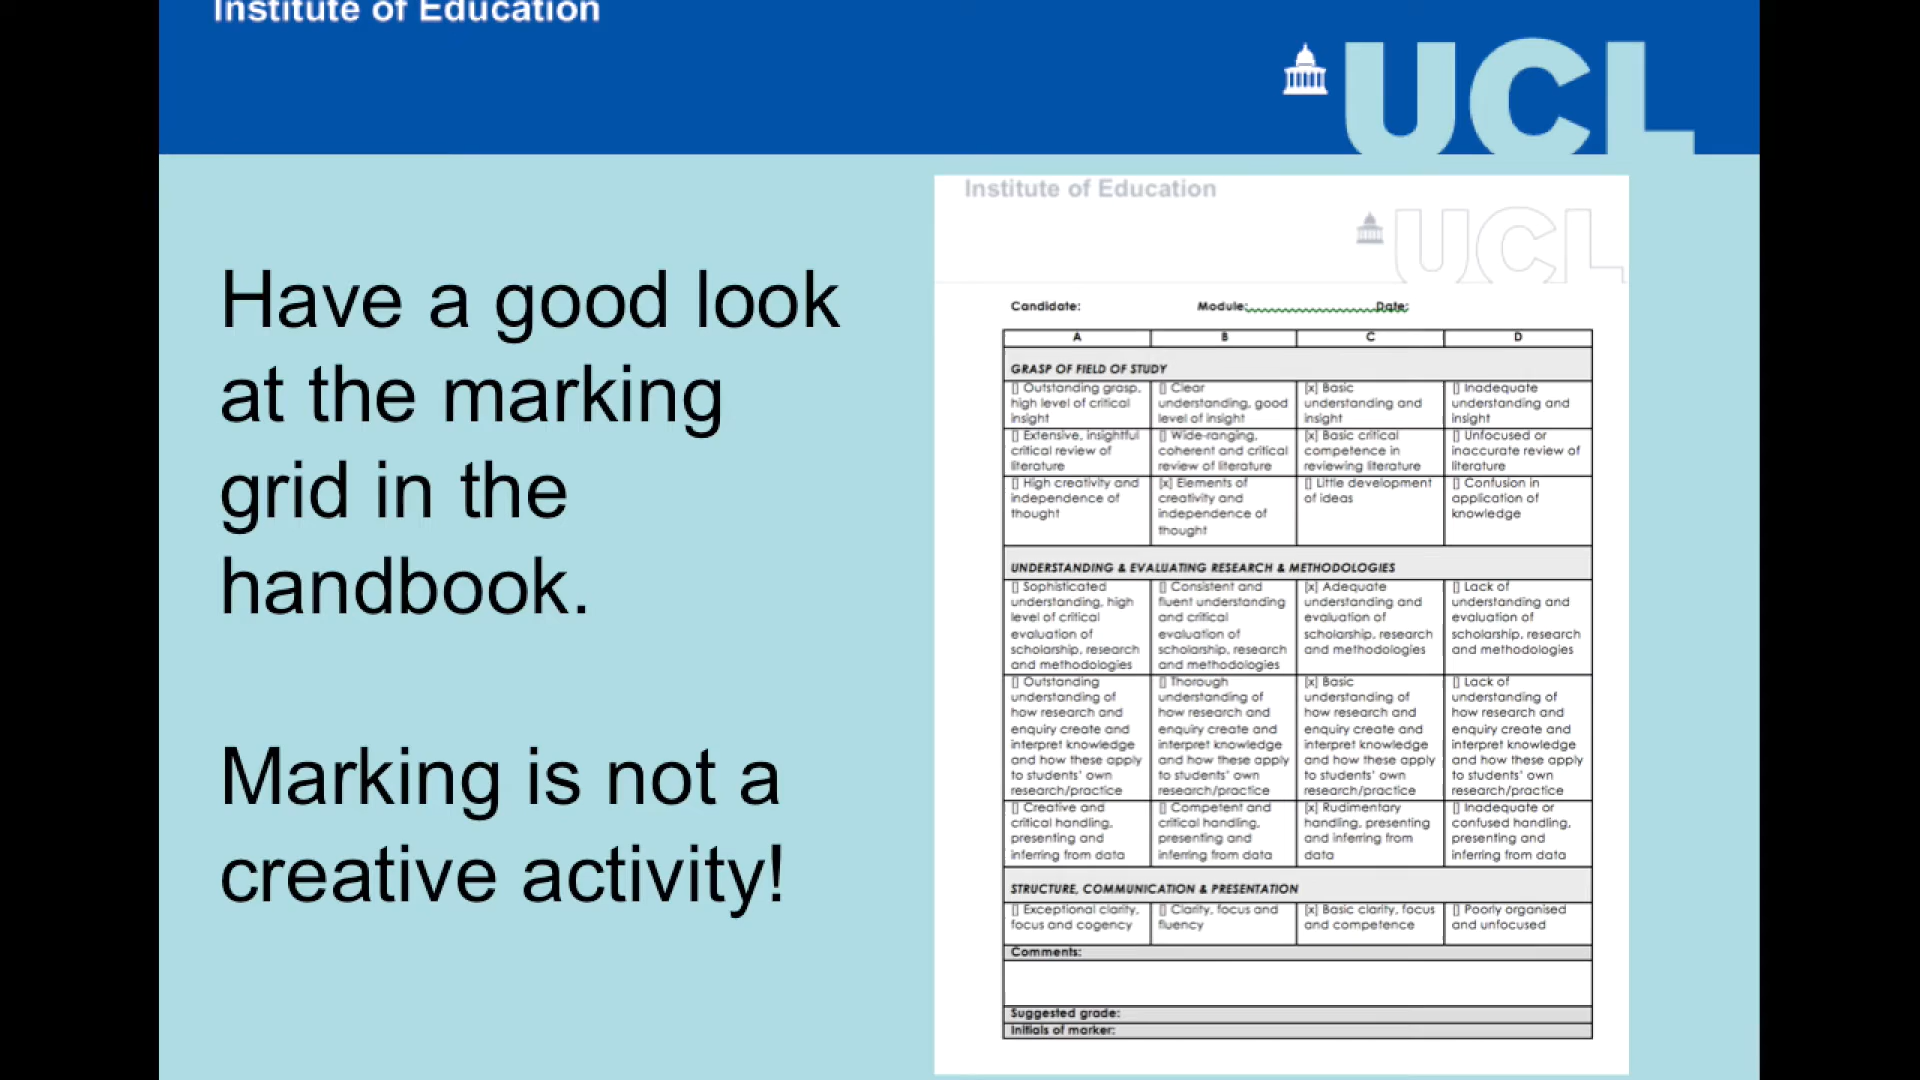 Institute of Education
UCL
Have a good look
at the marking
grid in the
handbook.
Marking is not a
creative activity!
Institute of Education
UCL
Candidate: Module: Date:
A B C D
GRASP OF FIELD OF STUDY
[] Outstanding grasp,
high level of critical
insight
[] Clear
understanding, good
level of insight
[x] Basic
understanding and
insight
[] Inadequate
understanding and
insight
[] Extensive, insightful
critical review of
literature
[] Wide-ranging,
coherent and critical
review of literature
[x] Basic critical
competence in
reviewing literature
[] Unfocused or
inaccurate review of
literature
[] High creativity and
independence of
thought
[x] Elements of
creativity and
independence of
thought
[] Little development
of ideas
[] Confusion in
application of
knowledge
UNDERSTANDING & EVALUATING RESEARCH & METHODOLOGIES
[] Sophisticated
understanding, high
level of critical
evaluation of
scholarship, research
and methodologies
[] Consistent and
fluent understanding
and critical
evaluation of
scholarship, research
and methodologies
[x] Adequate
understanding and
evaluation of
scholarship, research
and methodologies
[] Lack of
understanding and
evaluation of
scholarship, research
and methodologies
[] Outstanding
understanding of
how research and
enquiry create and
interpret knowledge
and how these apply
to students' own
research/practice
[] Thorough
understanding of
how research and
enquiry create and
interpret knowledge
and how these apply
to students' own
research/practice
[x] Basic
understanding of
how research and
enquiry create and
interpret knowledge
and how these apply
to students' own
research/practice
[] Lack of
understanding of
how research and
enquiry create and
interpret knowledge
and how these apply
to students' own
research/practice
[] Creative and
critical handling,
presenting and
inferring from data
[] Competent and
critical handling,
presenting and
inferring from data
[x] Rudimentary
handling, presenting
and inferring from
data
[] Inadequate or
confused handling,
presenting and
inferring from data
STRUCTURE, COMMUNICATION & PRESENTATION
[] Exceptional clarity,
focus and cogency
[] Clarity, focus and
fluency
[x] Basic clarity, focus
and competence
[] Poorly organised
and unfocused
Comments:
Suggested grade:
Initials of marker: